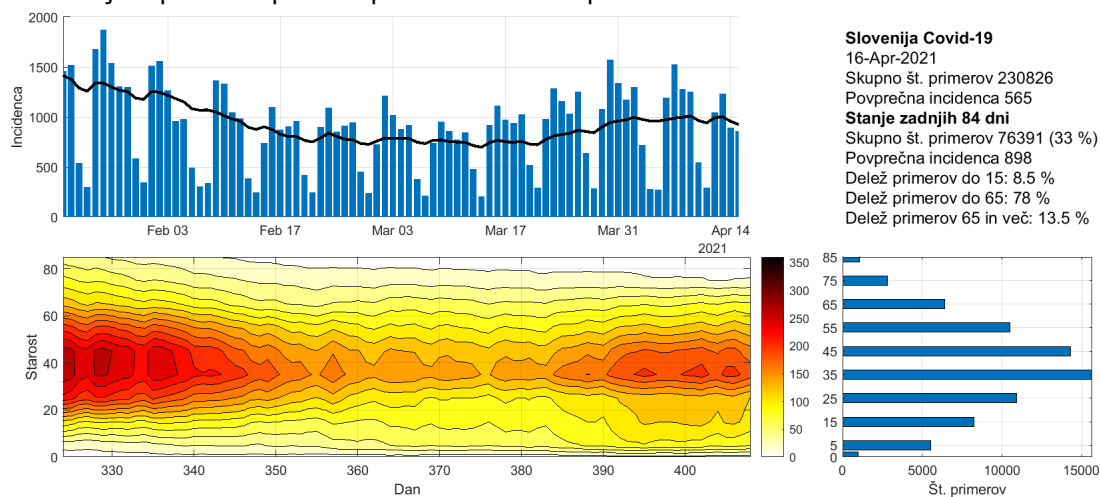 2000
1500
1000
500
0
Incidenca
Feb 03
Feb 17
Mar 03
Mar 17
Mar 31
Apr 14
2021
Slovenija Covid-19
16-Apr-2021
Skupno št. primerov 230826
Povprečna incidenca 565
Stanje zadnjih 84 dni
Skupno št. primerov 76391 (33 %)
Povprečna incidenca 898
Delež primerov do 15: 8.5 %
Delež primerov do 65: 78 %
Delež primerov 65 in več: 13.5 %
80
60
40
20
0
Starost
330
340
350
360
370
380
390
400
Dan
350
300
250
200
150
100
50
0
85
75
65
55
45
35
25
15
5
0
0
5000
10000
15000
Št. primerov